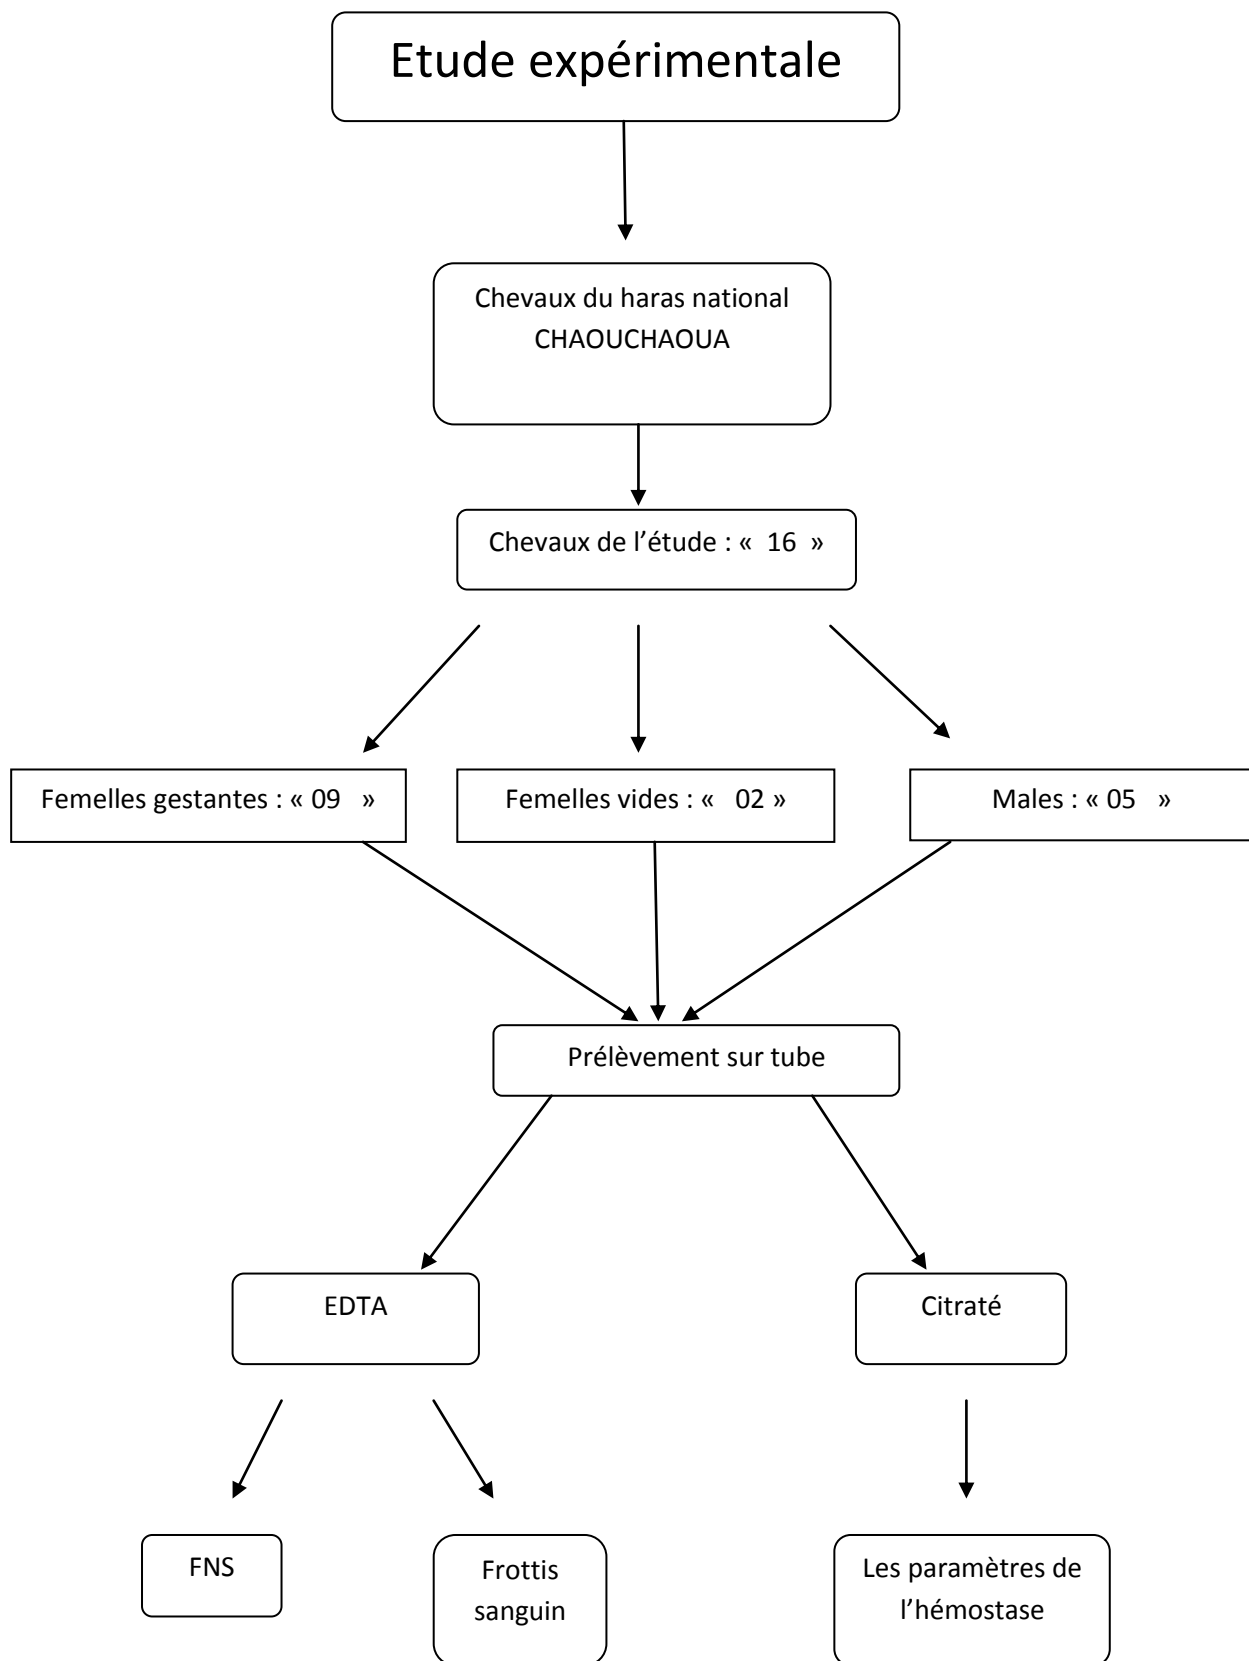 Etude expérimentale
Chevaux du haras national
CHAOUCHAOUA
Chevaux de l’étude : «  16  »
Femelles gestantes : « 09   »
Femelles vides : «   02 »
Males : « 05   »
Prélèvement sur tube
EDTA
Citraté
FNS
Frottis
sanguin
Les paramètres de
l’hémostase